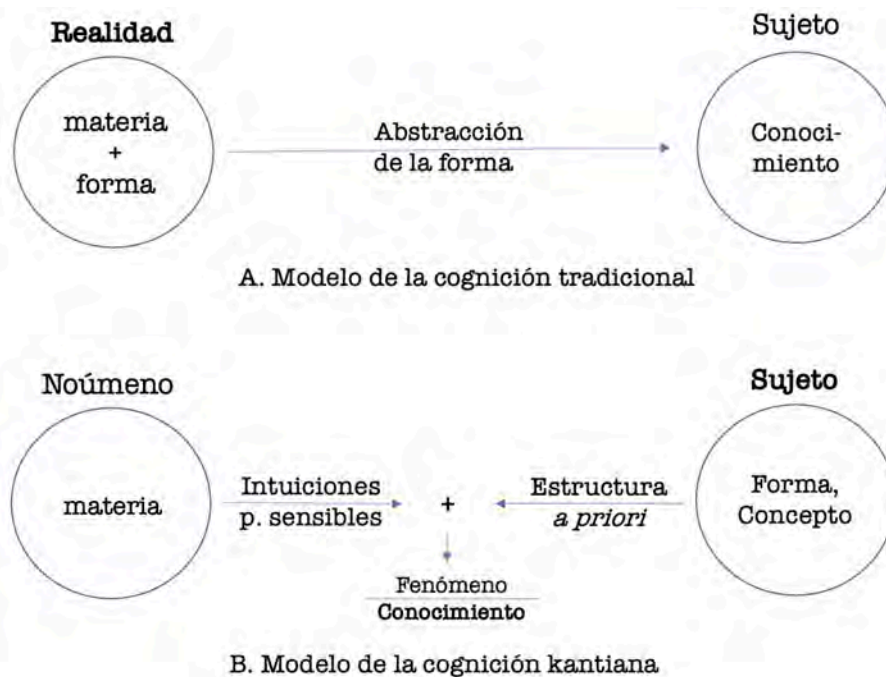 Realidad
Sujeto
materia
+
forma
Abstracción
de la forma
Conoci-
miento
A. Modelo de la cognición tradicional
Noúmeno
Sujeto
materia
Intuiciones
p. sensibles
+
Estructura
a priori
Forma,
Concepto
Fenómeno
Conocimiento
B. Modelo de la cognición kantiana